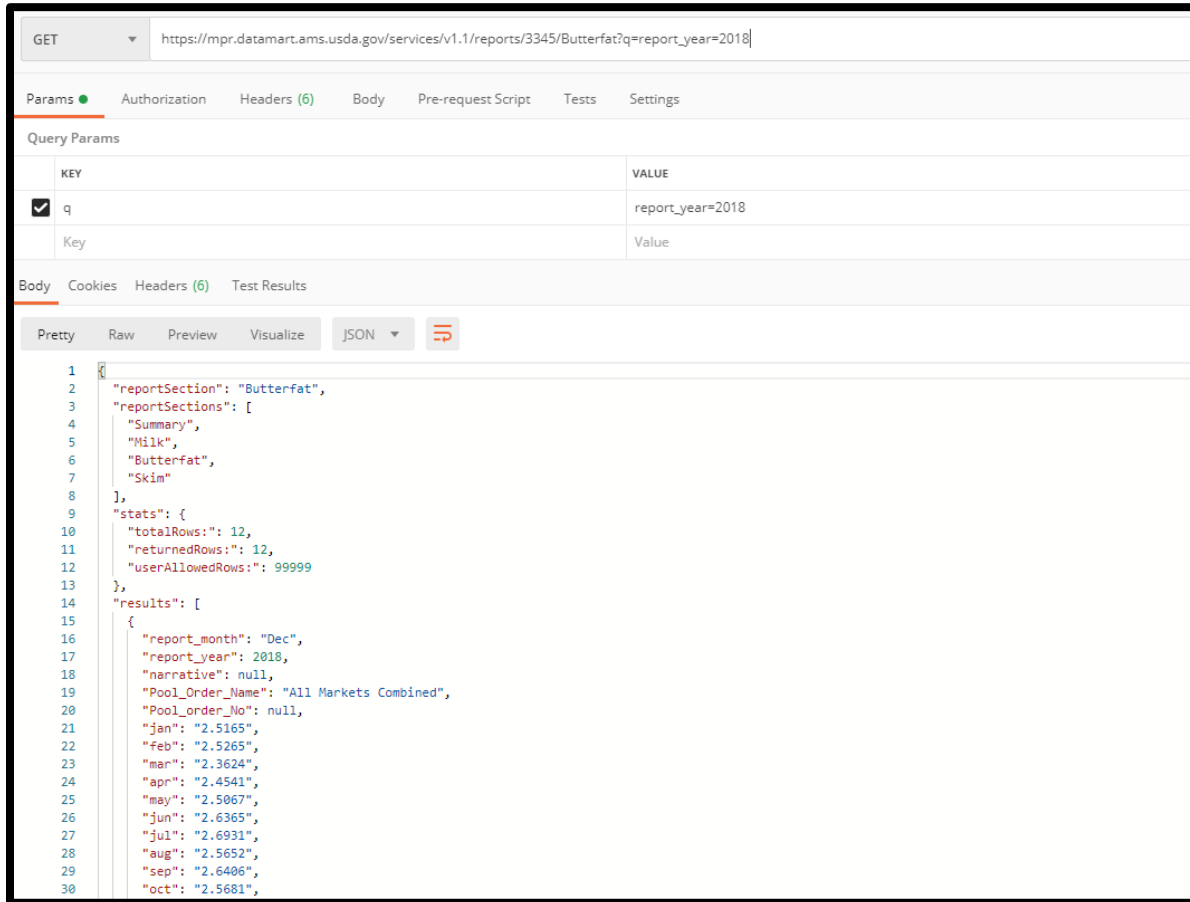 GET https://mpr.datamart.ams.usda.gov/services/v1.1/reports/3345/Butterfat?q=report_year=2018
Params Authorization Headers (6) Body Pre-request Script Tests Settings
Query Params
KEY VALUE
q report_year=2018
Key Value
Body Cookies Headers (6) Test Results
Pretty Raw Preview Visualize JSON
1 {
2 "reportSection": "Butterfat",
3 "reportSections": [
4 "Summary",
5 "Milk",
6 "Butterfat",
7 "Skim"
8 ],
9 "stats": {
10 "totalRows:": 12,
11 "returnedRows:": 12,
12 "userAllowedRows:": 99999
13 },
14 "results": [
15 {
16 "report_month": "Dec",
17 "report_year": 2018,
18 "narrative": null,
19 "Pool_Order_Name": "All Markets Combined",
20 "Pool_order_No": null,
21 "jan": "2.5165",
22 "feb": "2.5265",
23 "mar": "2.3624",
24 "apr": "2.4541",
25 "may": "2.5067",
26 "jun": "2.6365",
27 "jul": "2.6931",
28 "aug": "2.5652",
29 "sep": "2.6406",
30 "oct": "2.5681",